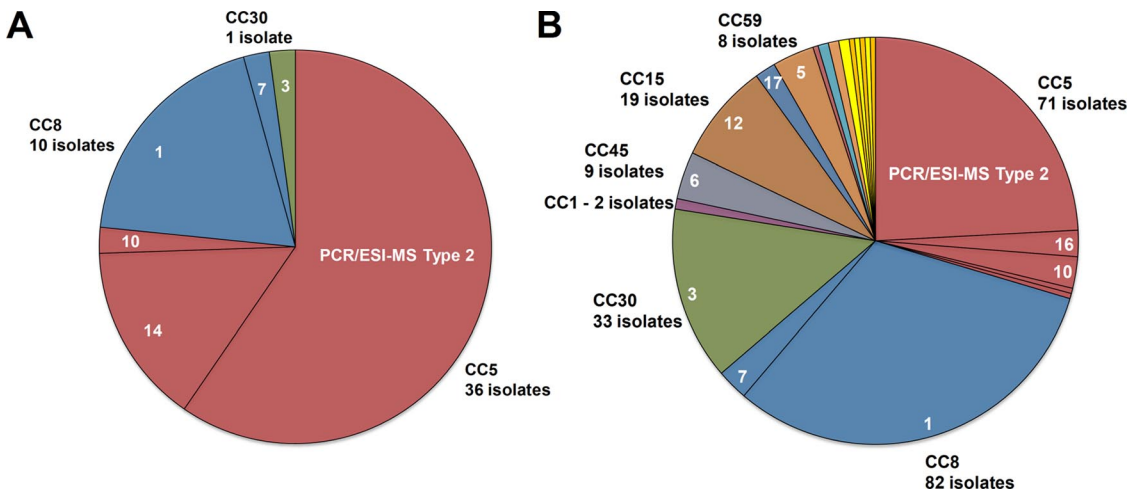 A
CC30
1 isolate
7
3
CC8
10 isolates
1
10
14
PCR/ESI-MS Type 2
CC5
36 isolates
B
CC59
8 isolates
CC15
19 isolates
17
5
12
CC5
71 isolates
CC45
9 isolates
6
PCR/ESI-MS Type 2
CC1 - 2 isolates
16
10
CC30
33 isolates
3
7
1
CC8
82 isolates